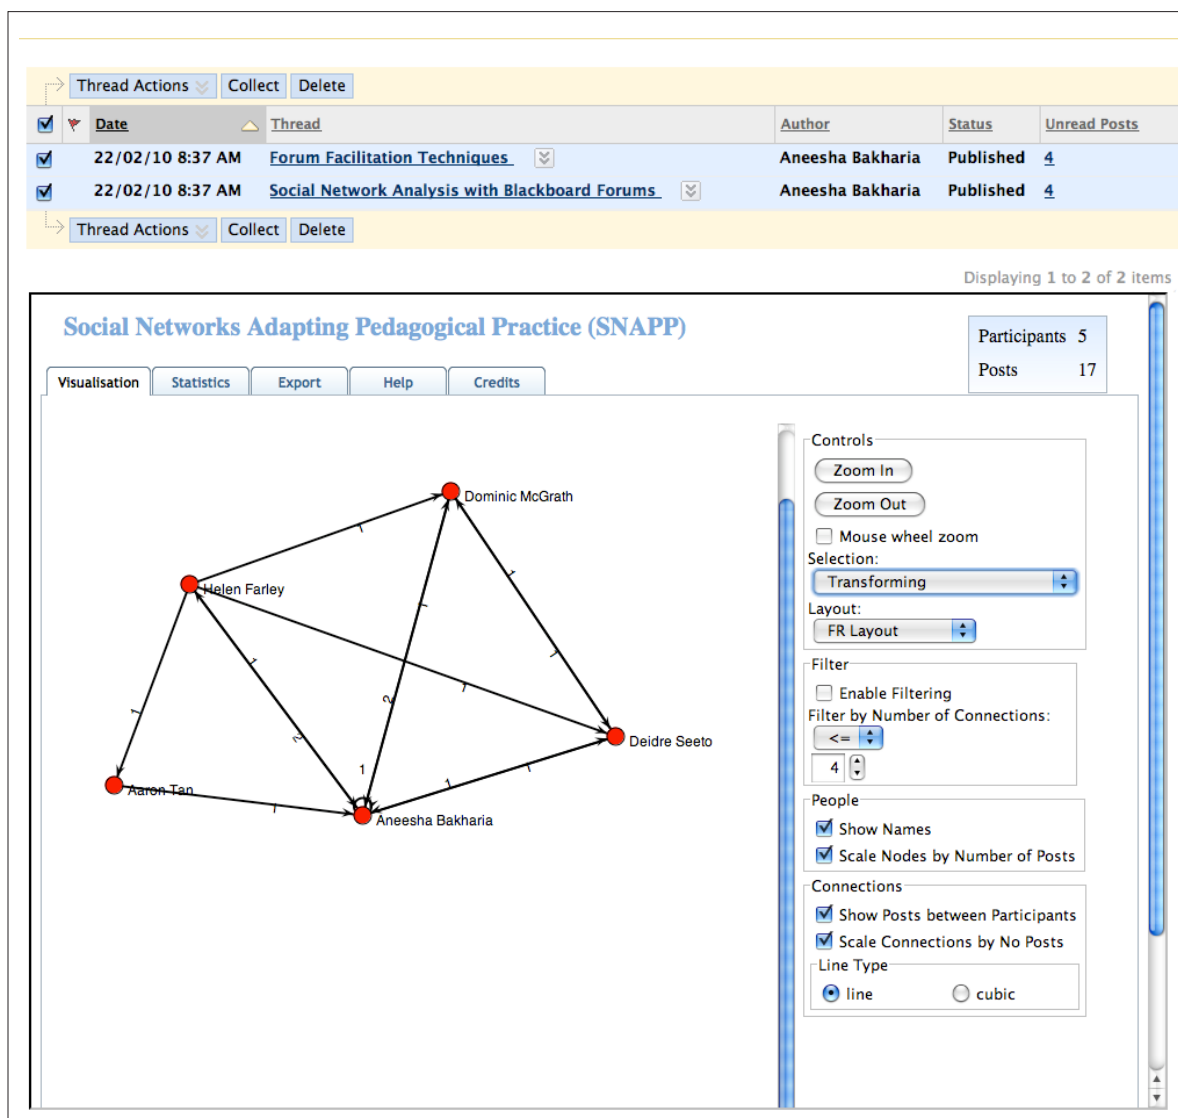 Thread Actions Collect Delete
Date Thread Author Status Unread Posts
22/02/10 8:37 AM Forum Facilitation Techniques Aneesha Bakharia Published 4
22/02/10 8:37 AM Social Network Analysis with Blackboard Forums Aneesha Bakharia Published 4
Thread Actions Collect Delete
Displaying 1 to 2 of 2 items
Social Networks Adapting Pedagogical Practice (SNAPP)
Participants 5
Posts 17
Visualisation Statistics Export Help Credits
Controls
Zoom In
Zoom Out
Mouse wheel zoom
Selection:
Transforming
Layout:
FR Layout
Filter
Enable Filtering
Filter by Number of Connections:
<=
4
People
Show Names
Scale Nodes by Number of Posts
Connections
Show Posts between Participants
Scale Connections by No Posts
Line Type
line cubic
Dominic McGrath
1
1
Helen Farley
1
1
1
1
1
2
1
2
Deidre Seeto
1
1
1
Aaron Tan
1
Aneesha Bakharia